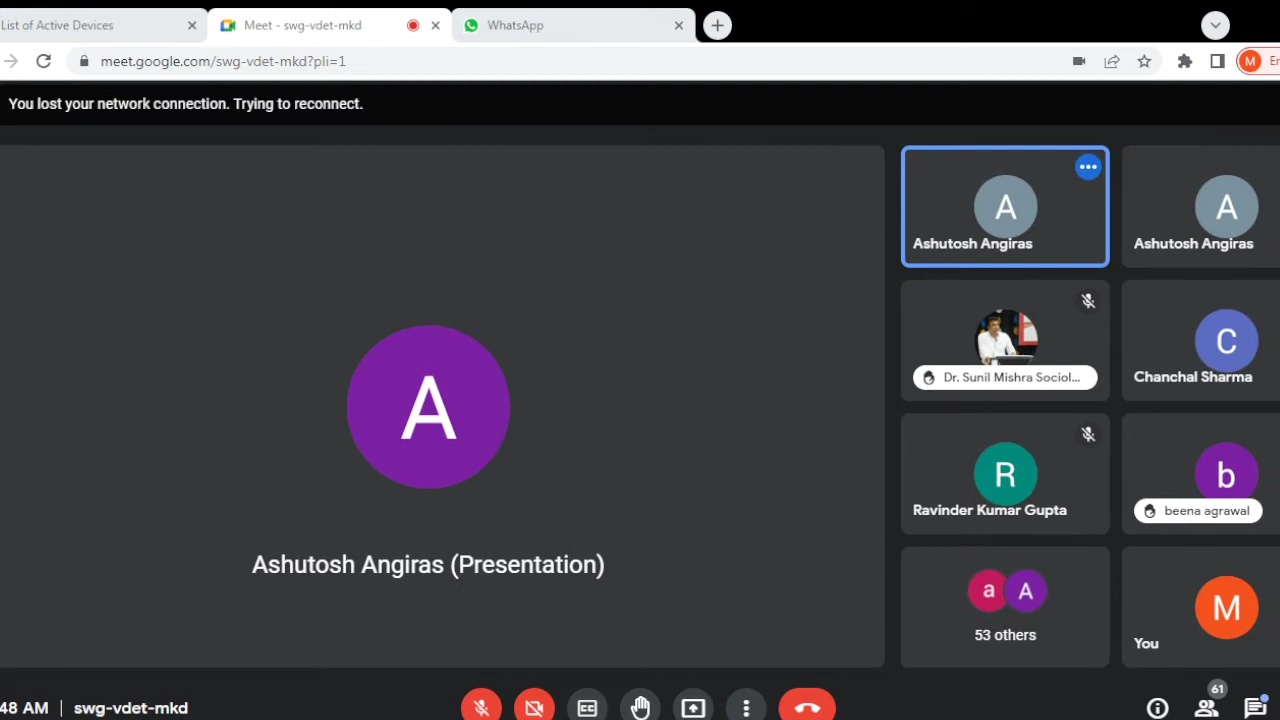 List of Active Devices
Meet - swg-vdet-mkd
WhatsApp
meet.google.com/swg-vdet-mkd?pli=1
M
You lost your network connection. Trying to reconnect.
A
Ashutosh Angiras (Presentation)
A
Ashutosh Angiras
A
Ashutosh Angiras
Dr. Sunil Mishra Sociol...
C
Chanchal Sharma
R
Ravinder Kumar Gupta
b
beena agrawal
a A
53 others
M
You
48 AM | swg-vdet-mkd
CC
61